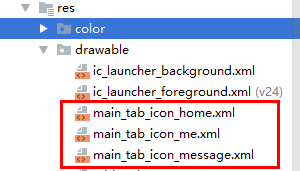 res
color
drawable
ic_launcher_background.xml
ic_launcher_foreground.xml (v24)
main_tab_icon_home.xml
main_tab_icon_me.xml
main_tab_icon_message.xml